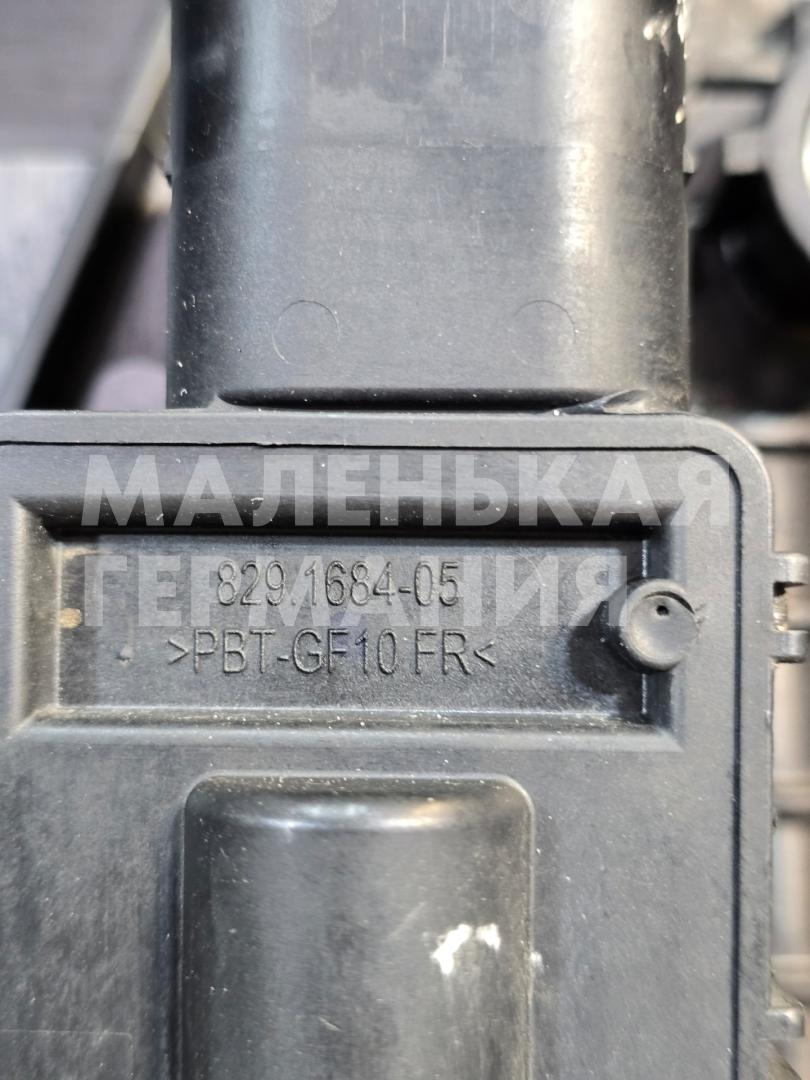 МАЛЕНЬКАЯ
ГЕРМАНИЯ
829.1684-05
>PBT-GF10 FR<